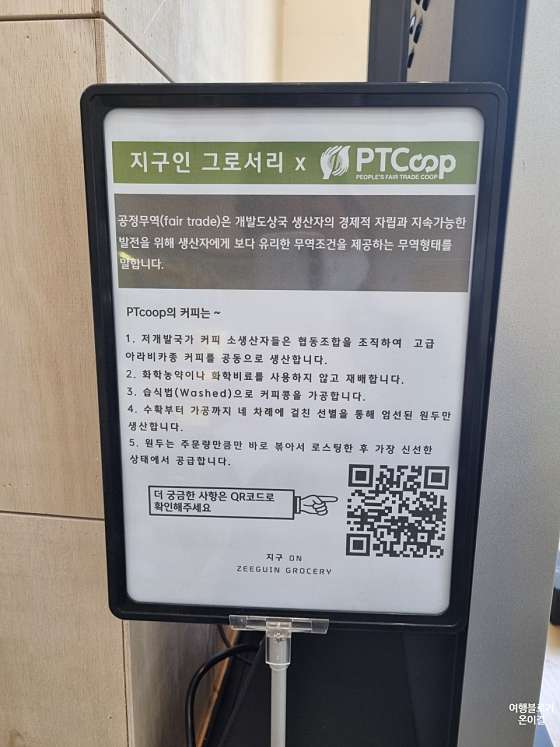 지구인 그로서리 x PTCoop
PEOPLE'S FAIR TRADE COOP
공정무역(fair trade)은 개발도상국 생산자의 경제적 자립과 지속가능한
발전을 위해 생산자에게 보다 유리한 무역조건을 제공하는 무역형태를
말합니다.
PTcoop의 커피는 ~
1. 저개발국가 커피 소생산자들은 협동조합을 조직하여 고급
아라비카종 커피를 공동으로 생산합니다.
2. 화학농약이나 화학비료를 사용하지 않고 재배합니다.
3. 습식법(Washed)으로 커피콩을 가공합니다.
4. 수확부터 가공까지 네 차례에 걸친 선별을 통해 엄선된 원두만
생산합니다.
5. 원두는 주문량만큼만 바로 볶아서 로스팅한 후 가장 신선한
상태에서 공급합니다.
더 궁금한 사항은 QR코드로
확인해주세요
지구 ON
ZEEGUIN GROCERY
여행블로거
온이길